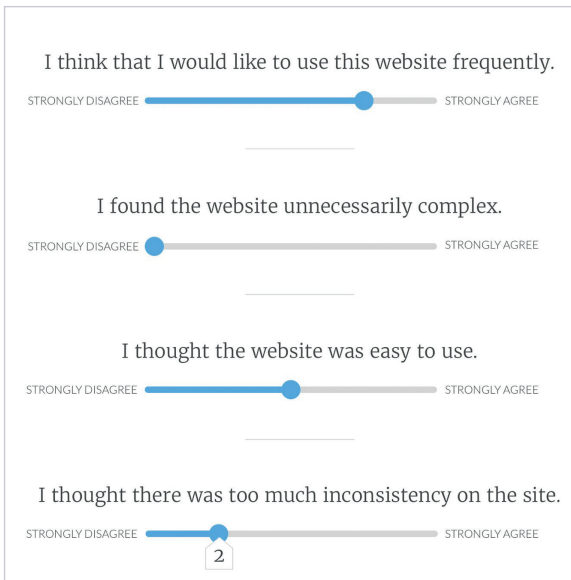 I think that I would like to use this website frequently.
STRONGLY DISAGREE STRONGLY AGREE
I found the website unnecessarily complex.
STRONGLY DISAGREE STRONGLY AGREE
I thought the website was easy to use.
STRONGLY DISAGREE STRONGLY AGREE
I thought there was too much inconsistency on the site.
STRONGLY DISAGREE STRONGLY AGREE
2